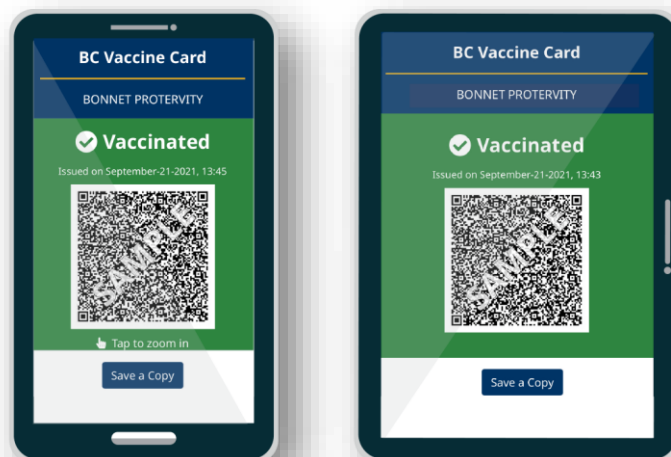 BC Vaccine Card
BONNET PROTERVITY
Vaccinated
Issued on September-21-2021, 13:45
SAMPLE
Tap to zoom in
Save a Copy
BC Vaccine Card
BONNET PROTERVITY
Vaccinated
Issued on September-21-2021, 13:43
SAMPLE
Save a Copy